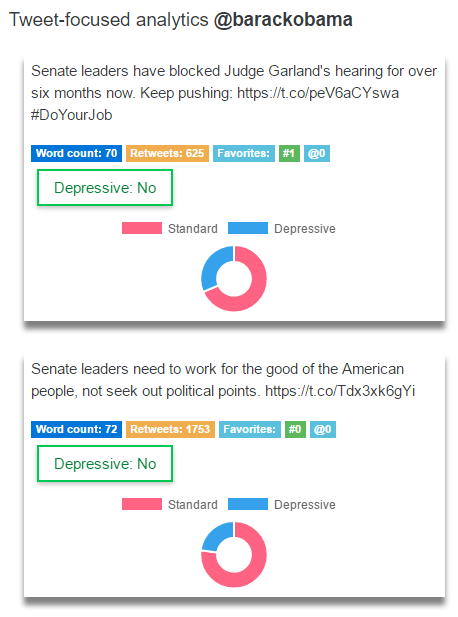 Tweet-focused analytics @barackobama
Senate leaders have blocked Judge Garland's hearing for over
six months now. Keep pushing: https://t.co/peV6aCYswa
#DoYourJob
Word count: 70 Retweets: 625 Favorites: #1 @0
Depressive: No
Standard Depressive
Senate leaders need to work for the good of the American
people, not seek out political points. https://t.co/Tdx3xk6gYi
Word count: 72 Retweets: 1753 Favorites: #0 @0
Depressive: No
Standard Depressive